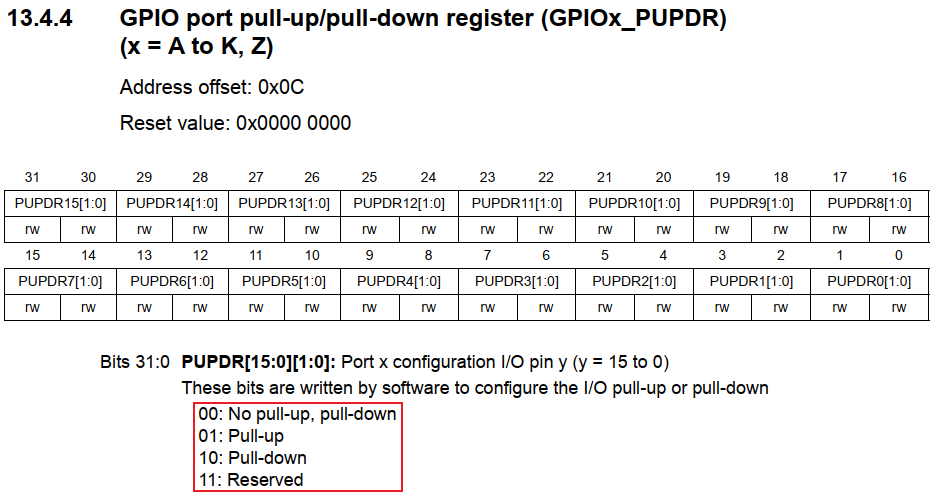 13.4.4 GPIO port pull-up/pull-down register (GPIOx_PUPDR)
(x = A to K, Z)
Address offset: 0x0C
Reset value: 0x0000 0000
31 30 29 28 27 26 25 24 23 22 21 20 19 18 17 16
PUPDR15[1:0] PUPDR14[1:0] PUPDR13[1:0] PUPDR12[1:0] PUPDR11[1:0] PUPDR10[1:0] PUPDR9[1:0] PUPDR8[1:0]
rw rw rw rw rw rw rw rw rw rw rw rw rw rw rw rw
15 14 13 12 11 10 9 8 7 6 5 4 3 2 1 0
PUPDR7[1:0] PUPDR6[1:0] PUPDR5[1:0] PUPDR4[1:0] PUPDR3[1:0] PUPDR2[1:0] PUPDR1[1:0] PUPDR0[1:0]
rw rw rw rw rw rw rw rw rw rw rw rw rw rw rw rw
Bits 31:0 PUPDR[15:0][1:0]: Port x configuration I/O pin y (y = 15 to 0)
These bits are written by software to configure the I/O pull-up or pull-down
00: No pull-up, pull-down
01: Pull-up
10: Pull-down
11: Reserved